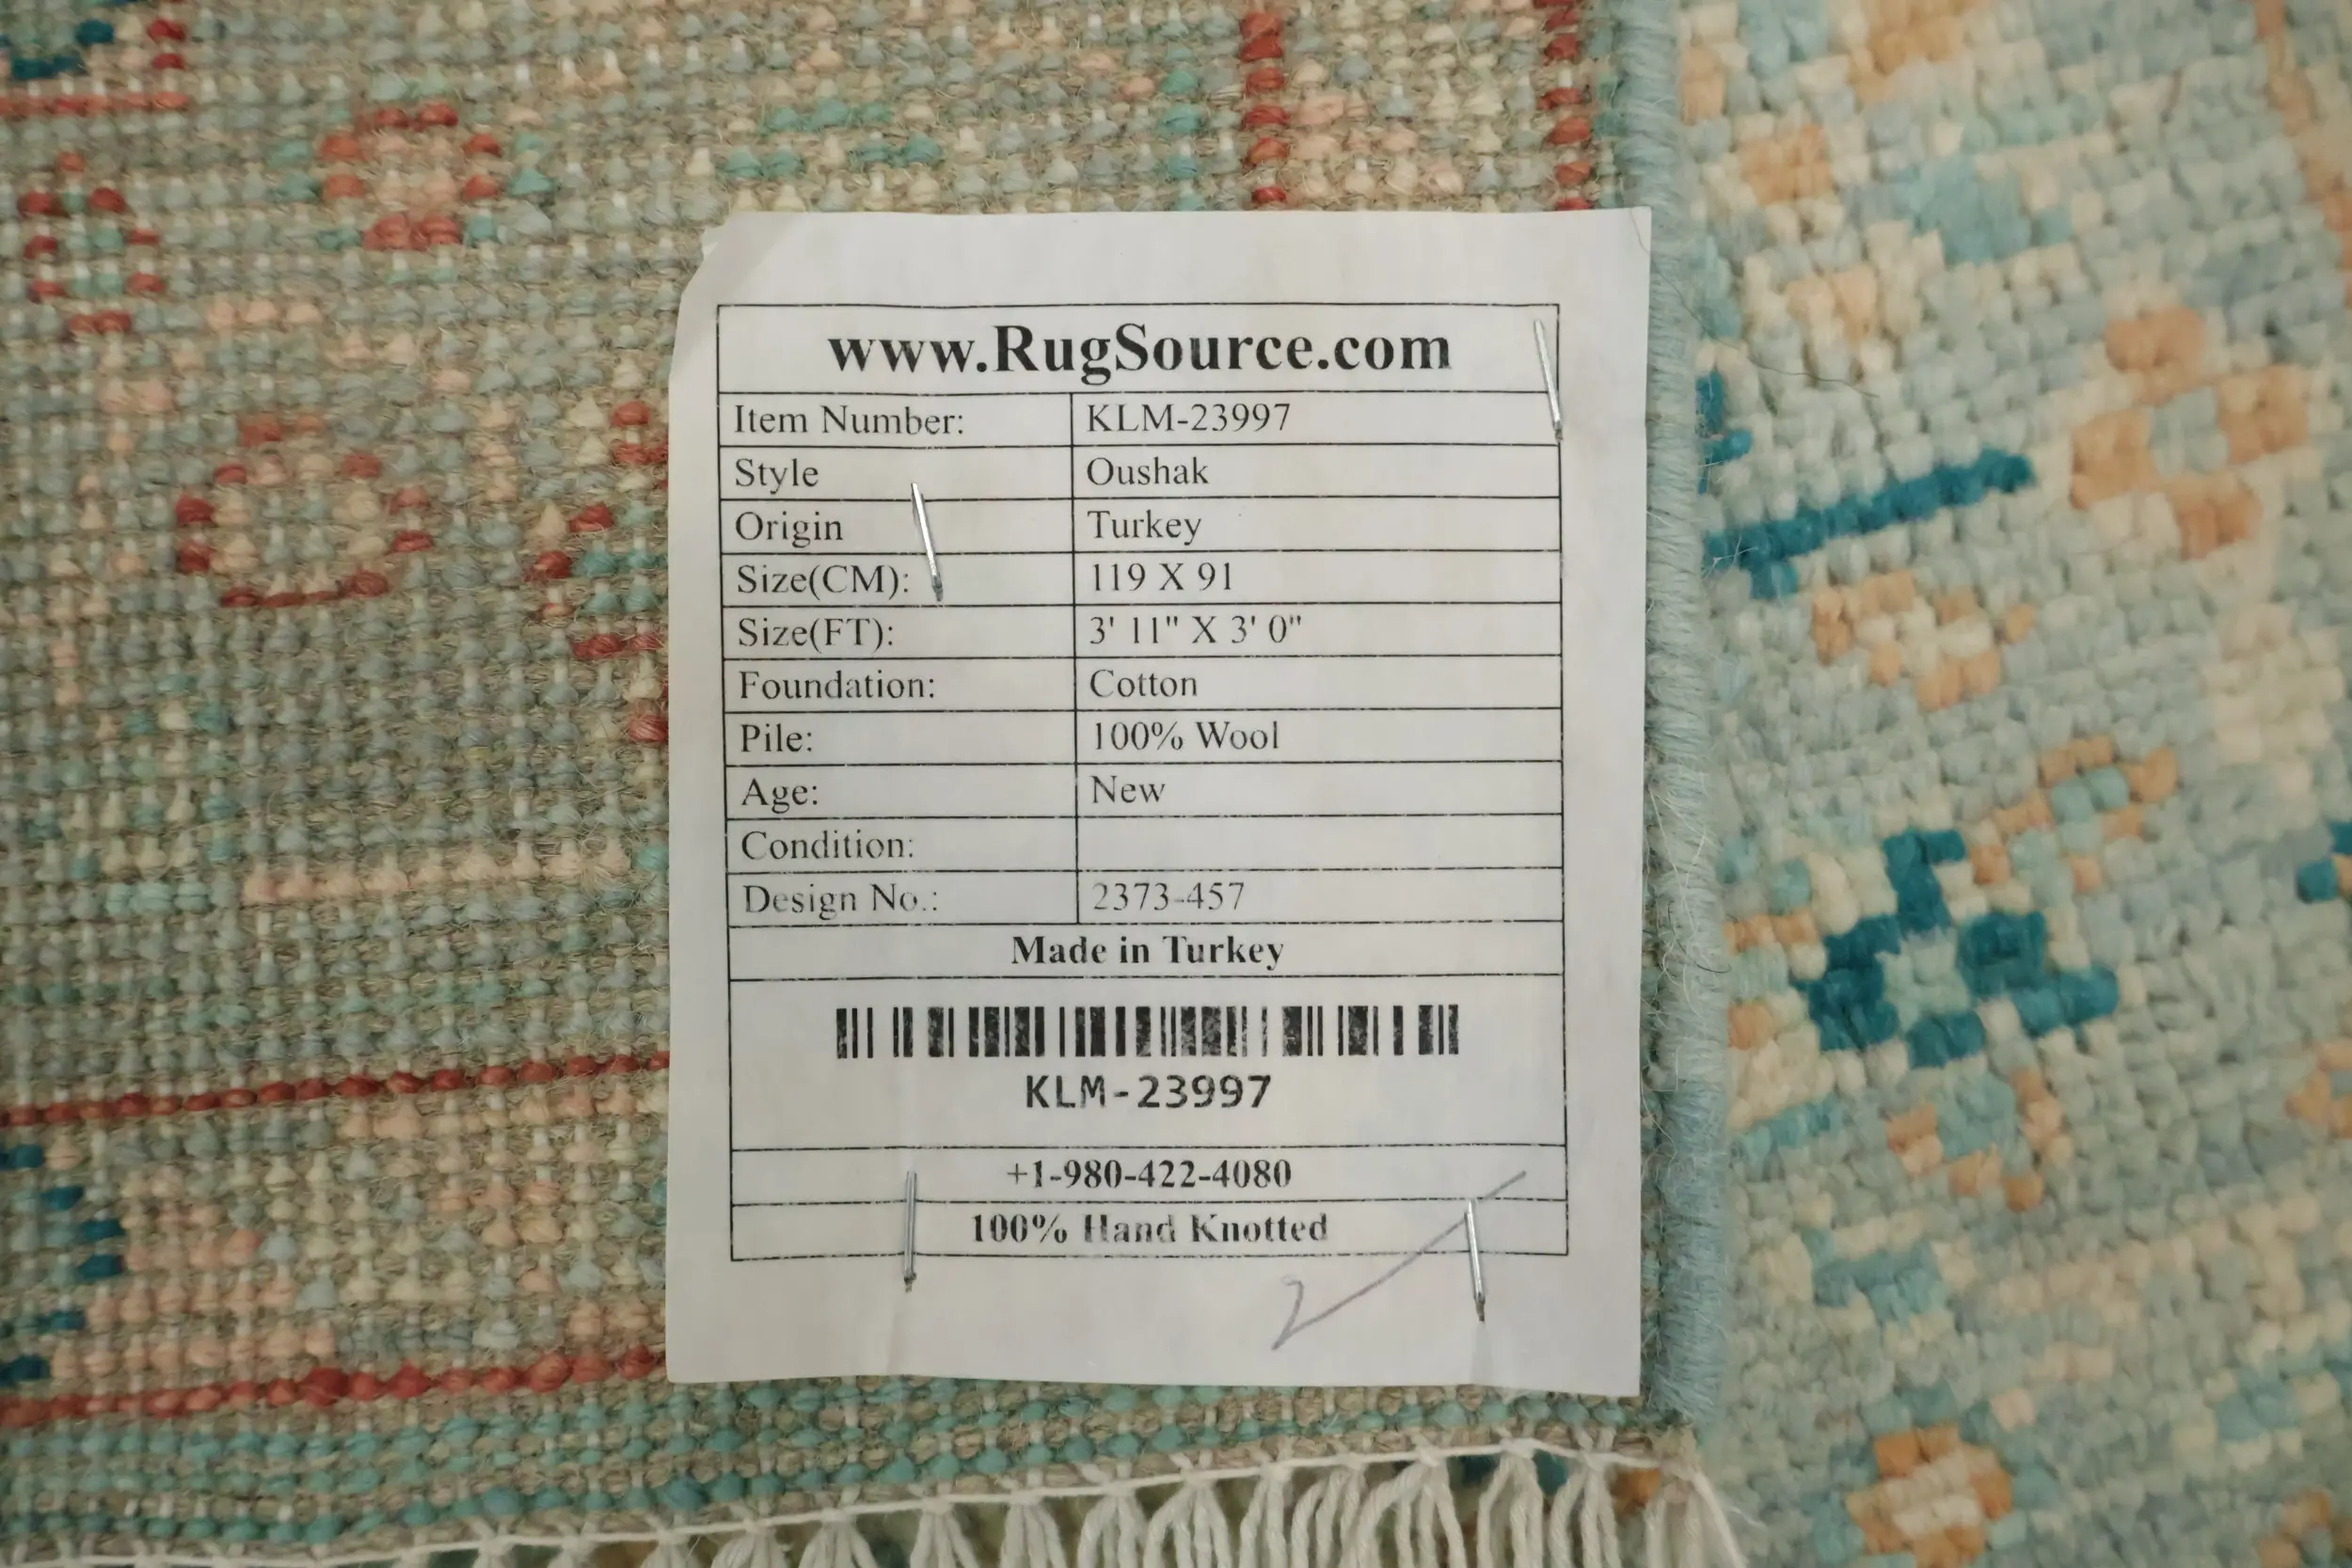 www.RugSource.com
Item Number: KLM-23997
Style Oushak
Origin Turkey
Size(CM): 119 X 91
Size(FT): 3' 11" X 3' 0"
Foundation: Cotton
Pile: 100% Wool
Age: New
Condition:
Design No.: 2373-457
Made in Turkey
KLM-23997
+1-980-422-4080
100% Hand Knotted